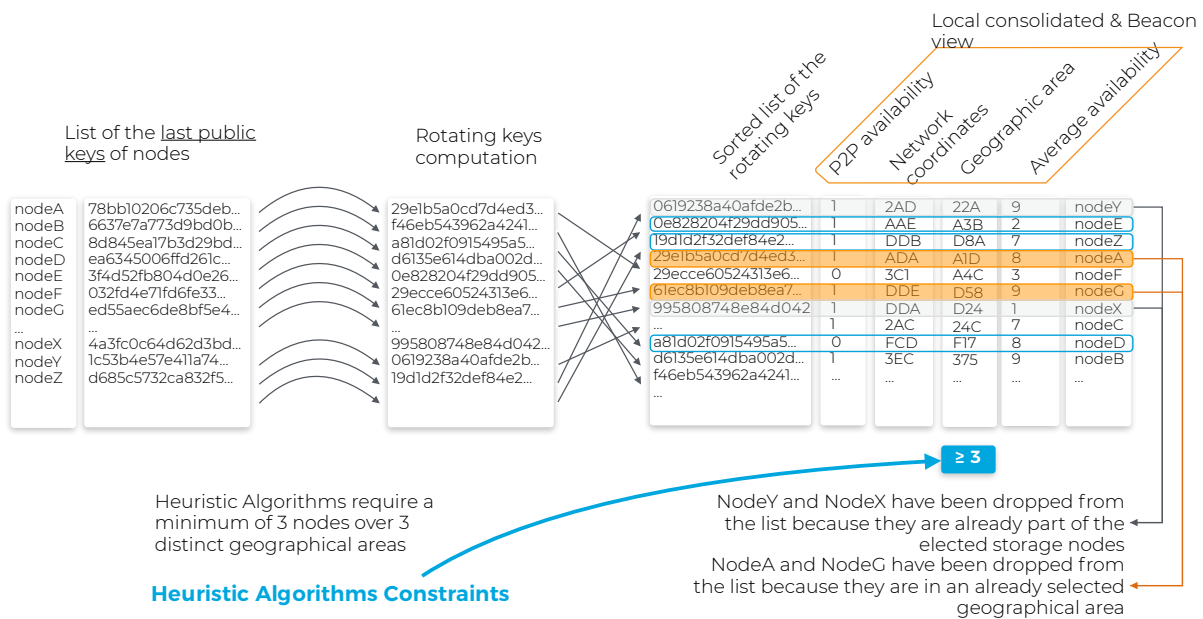 Local consolidated & Beacon
view
Sorted list of the
rotating keys
P2P availability
Network
coordinates
Geographic area
Average availability
List of the last public
keys of nodes
Rotating keys
computation
nodeA 78bb10206c735deb...
nodeB 6637e7a773d9bd0b...
nodeC 8d845ea17b3d29bd...
nodeD ea6345006ffd261c...
nodeE 3f4d52fb804d0e26...
nodeF 032fd4e71fd6fe33...
nodeG ed55aec6de8bf5e4...
... ...
nodeX 4a3fc0c64d62d3bd...
nodeY 1c53b4e57e411a74...
nodeZ d685c5732ca832f5...
29e1b5a0cd7d4ed3...
f46eb543962a4241...
a81d02f0915495a5...
d6135e614dba002d...
0e828204f29dd905...
29ecce60524313e6...
61ec8b109deb8ea7...
...
995808748e84d042...
0619238a40afde2b...
19d1d2f32def84e2...
0619238a40afde2b... 1 2AD 22A 9 nodeY
0e828204f29dd905... 1 AAE A3B 2 nodeE
19d1d2f32def84e2... 1 DDB D8A 7 nodeZ
29e1b5a0cd7d4ed3... 1 ADA A1D 8 nodeA
29ecce60524313e6... 0 3C1 A4C 3 nodeF
61ec8b109deb8ea7... 1 DDE D58 9 nodeG
995808748e84d042 1 DDA D24 1 nodeX
... 1 2AC 24C 7 nodeC
a81d02f0915495a5... 0 FCD F17 8 nodeD
d6135e614dba002d... 1 3EC 375 9 nodeB
f46eb543962a4241... ... ... ... ... ...
...
≥ 3
Heuristic Algorithms require a
minimum of 3 nodes over 3
distinct geographical areas
Heuristic Algorithms Constraints
NodeY and NodeX have been dropped from
the list because they are already part of the
elected storage nodes
NodeA and NodeG have been dropped from
the list because they are in an already selected
geographical area